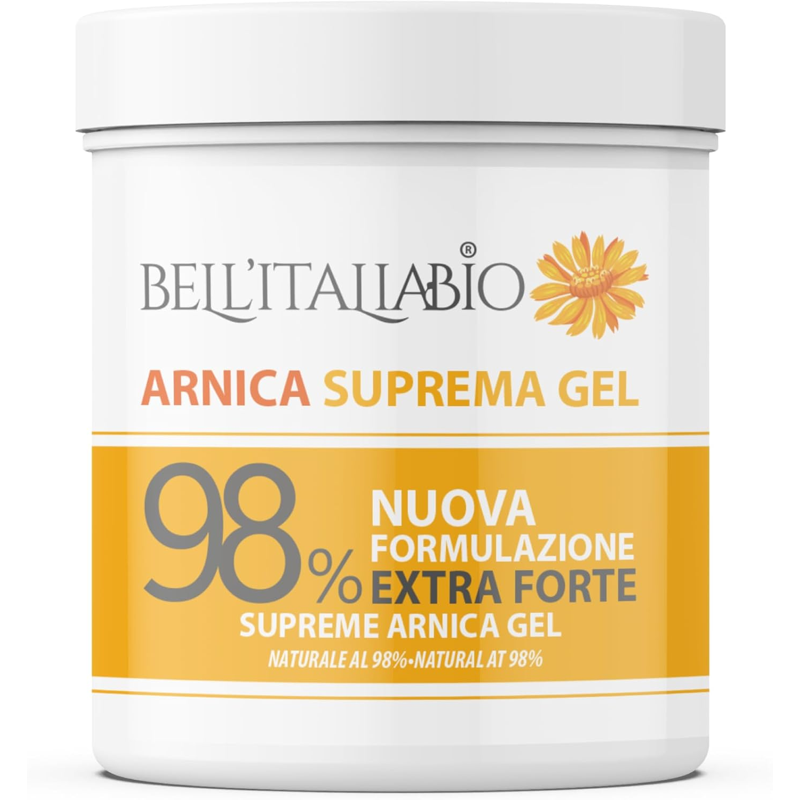 BELL'ITALIABIO®
ARNICA SUPREMA GEL
98%
NUOVA
FORMULAZIONE
EXTRA FORTE
SUPREME ARNICA GEL
NATURALE AL 98%•NATURAL AT 98%